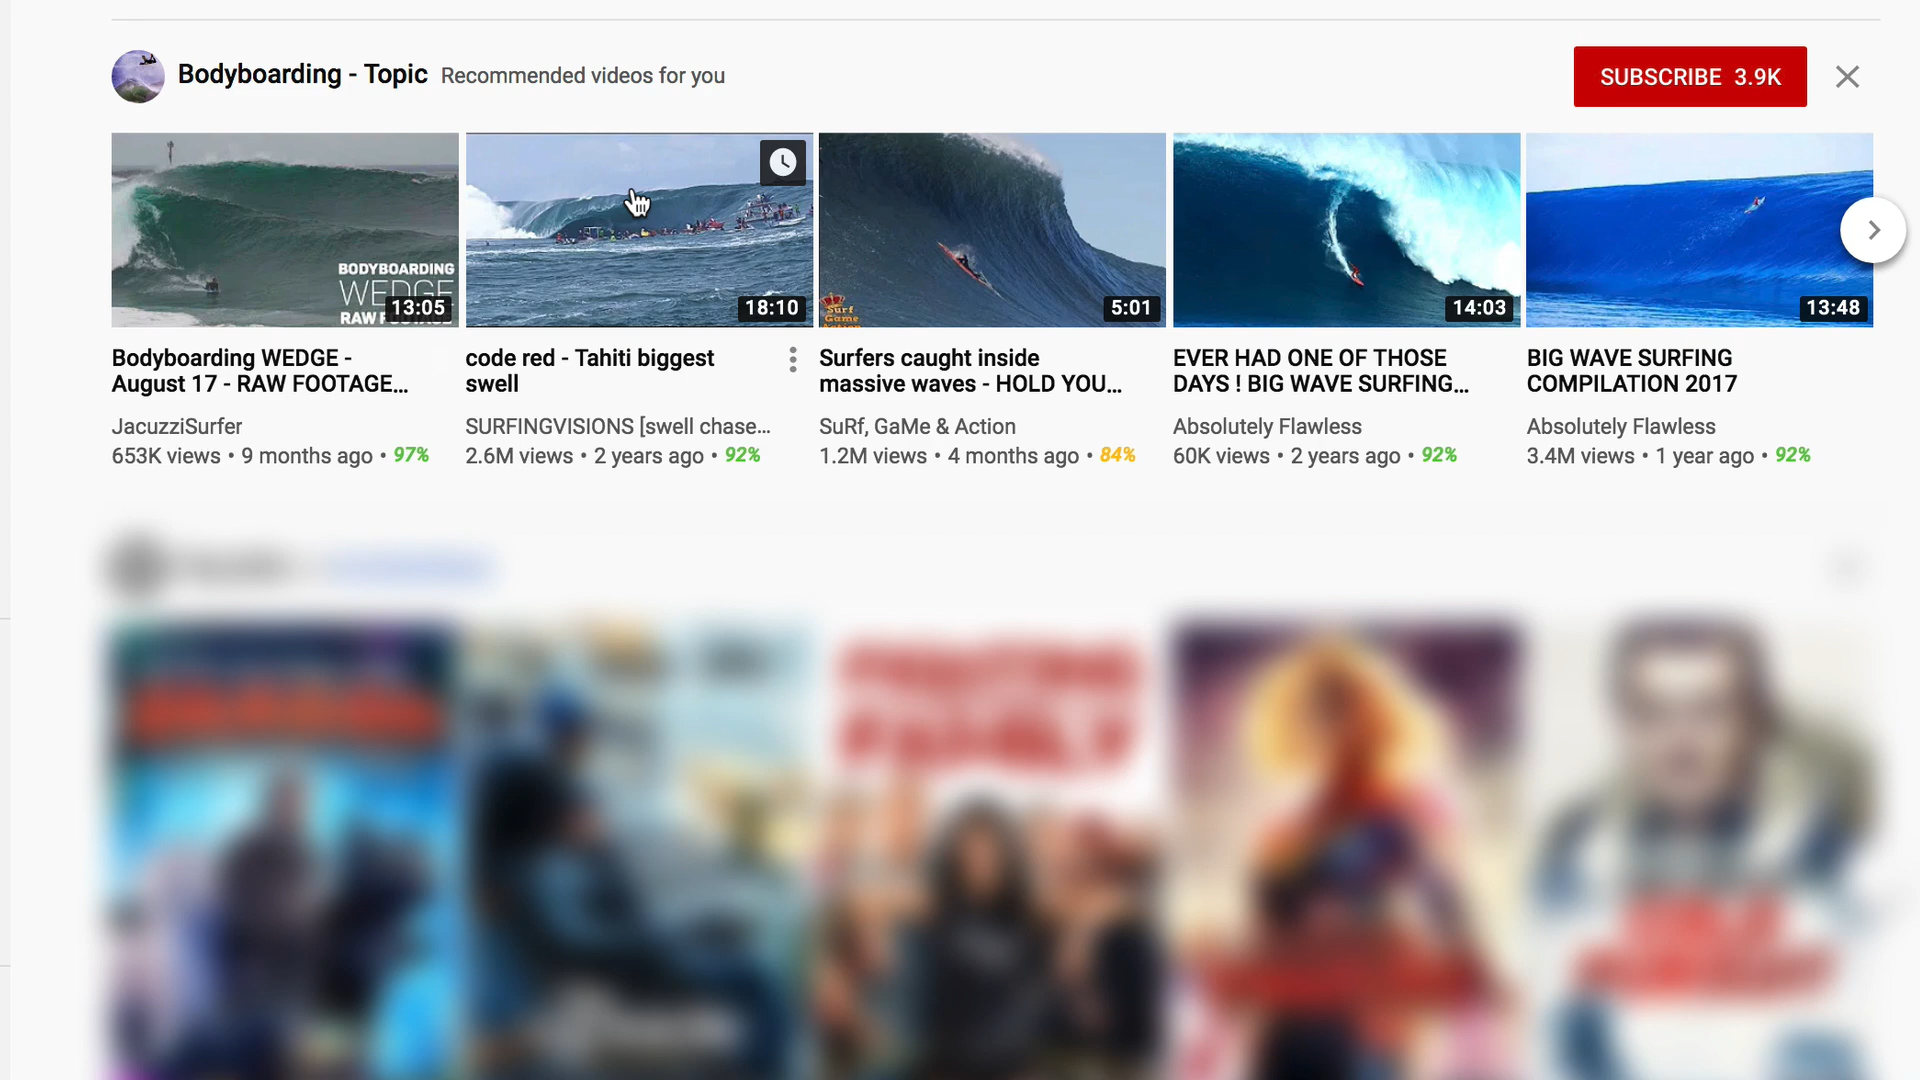 Bodyboarding - Topic Recommended videos for you
SUBSCRIBE 3.9K
BODYBOARDING
WEDGE
RAW
13:05
18:10
Surf
Game
5:01
14:03
13:48
Bodyboarding WEDGE -
August 17 - RAW FOOTAGE...
JacuzziSurfer
653K views • 9 months ago • 97%
code red - Tahiti biggest
swell
SURFINGVISIONS [swell chase...
2.6M views • 2 years ago • 92%
Surfers caught inside
massive waves - HOLD YOU...
SuRf, GaMe & Action
1.2M views • 4 months ago • 84%
EVER HAD ONE OF THOSE
DAYS ! BIG WAVE SURFING...
Absolutely Flawless
60K views • 2 years ago • 92%
BIG WAVE SURFING
COMPILATION 2017
Absolutely Flawless
3.4M views • 1 year ago • 92%